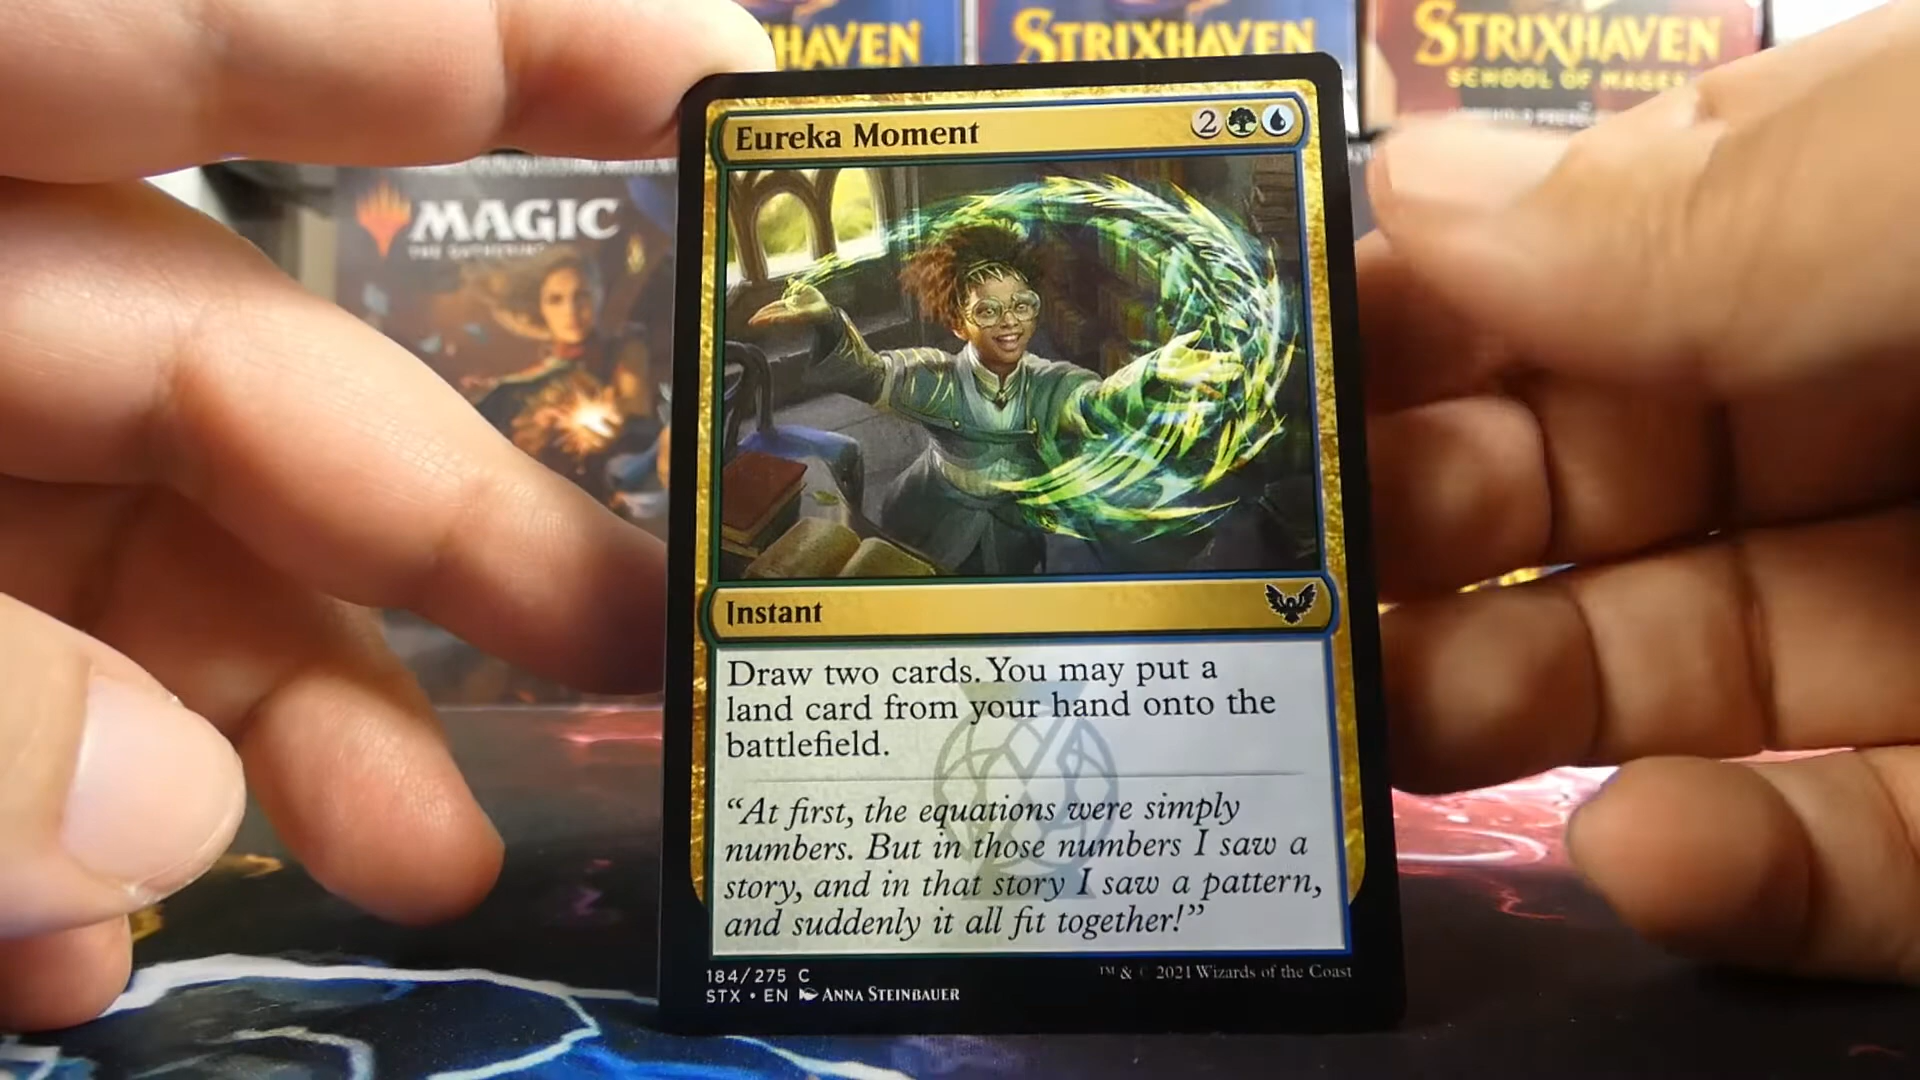 HAVEN
STRIXHAVEN
STRIXHAVEN
SCHOOL OF MAGES
MAGIC
THE GATHERING
Eureka Moment
2
Instant
Draw two cards. You may put a
land card from your hand onto the
battlefield.
“At first, the equations were simply
numbers. But in those numbers I saw a
story, and in that story I saw a pattern,
and suddenly it all fit together!”
184/275 C
STX • EN ANNA STEINBAUER
™ & © 2021 Wizards of the Coast